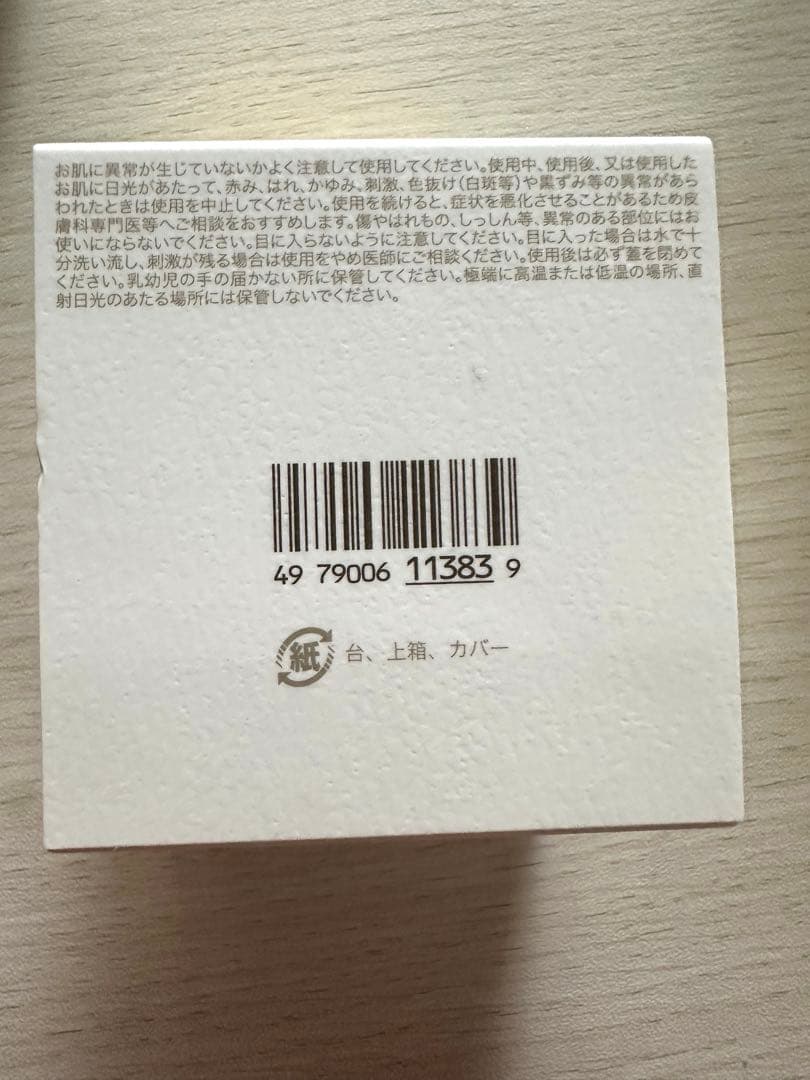 お肌に異常が生じていないかよく注意して使用してください。使用中、使用後、又は使用した
お肌に日光があたって、赤み、はれ、かゆみ、刺激、色抜け(白斑等)や黒ずみ等の異常があら
われたときは使用を中止してください。使用を続けると、症状を悪化させることがあるため皮
膚科専門医等へご相談をおすすめします。傷やはれもの、しっしん等、異常のある部位にはお
使いにならないでください。目に入らないように注意してください。目に入った場合は水で十
分洗い流し、刺激が残る場合は使用をやめ医師にご相談ください。使用後は必ず蓋を閉めて
ください。乳幼児の手の届かない所に保管してください。極端に高温または低温の場所、直
射日光のあたる場所には保管しないでください。
49 79006 11383 9
紙 台、上箱、カバー